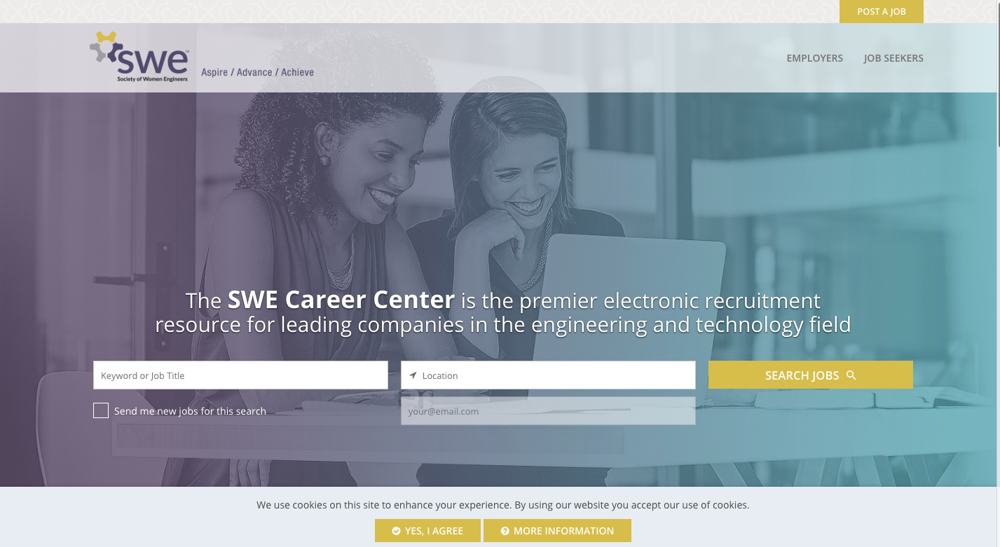 POST A JOB
swe™
Society of Women Engineers
Aspire / Advance / Achieve
EMPLOYERS
JOB SEEKERS
The SWE Career Center is the premier electronic recruitment
resource for leading companies in the engineering and technology field
Keyword or Job Title
Location
SEARCH JOBS
Send me new jobs for this search
your@email.com
We use cookies on this site to enhance your experience. By using our website you accept our use of cookies.
YES, I AGREE
MORE INFORMATION